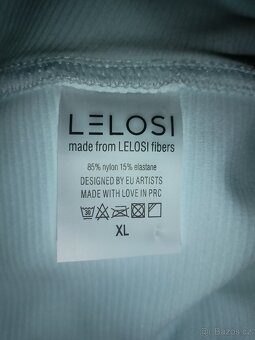 LELOSI
made from LELOSI fibers
85% nylon 15% elastane
DESIGNED BY EU ARTISTS
MADE WITH LOVE IN PRC
XL
Bazos.cz